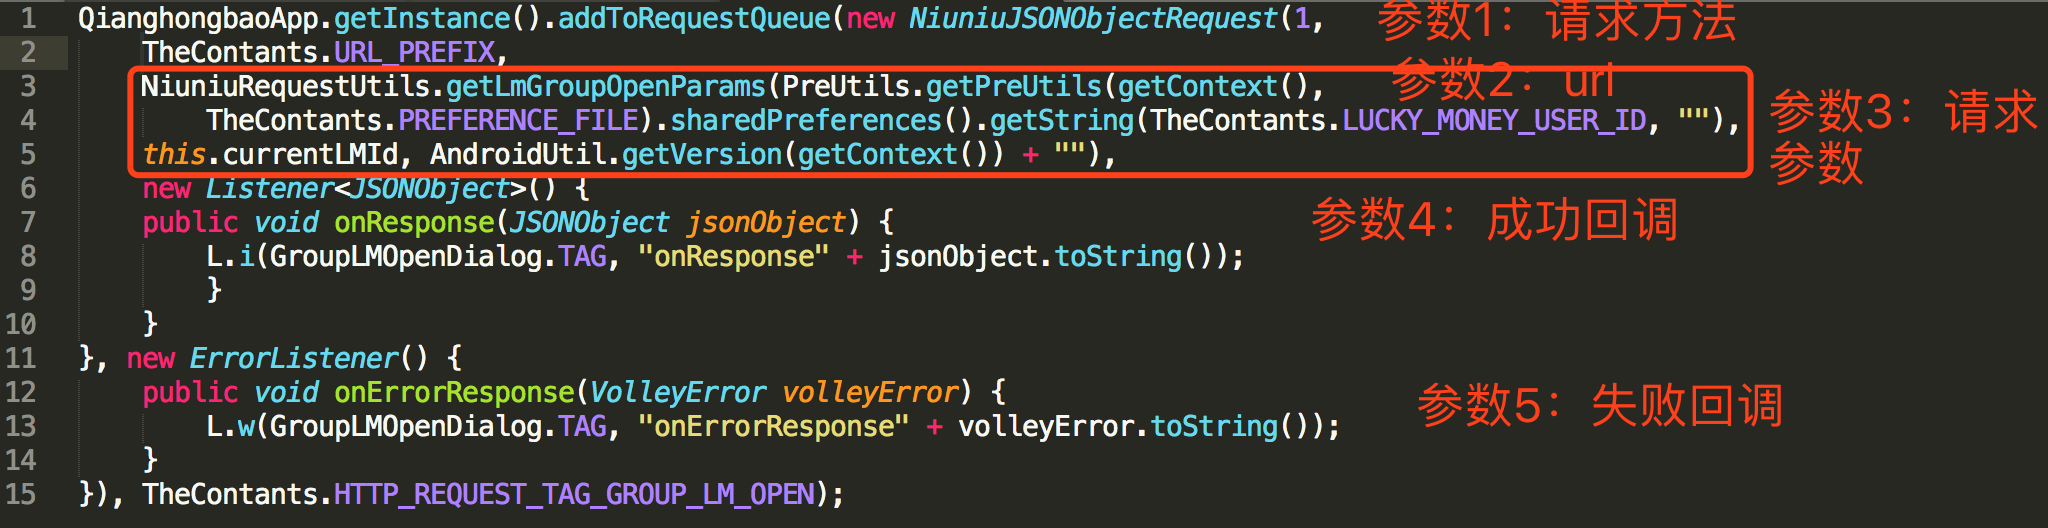 1 QianghongbaoApp.getInstance().addToRequestQueue(new NiuniuJSONObjectRequest(1, 参数1：请求方法
2 TheContants.URL_PREFIX, 参数2：url
3 NiuniuRequestUtils.getLmGroupOpenParams(PreUtils.getPreUtils(getContext(),
4 TheContants.PREFERENCE_FILE).sharedPreferences().getString(TheContants.LUCKY_MONEY_USER_ID, ""), 参数3：请求
5 this.currentLMId, AndroidUtil.getVersion(getContext()) + ""), 参数
6 new Listener<JSONObject>() {
7 public void onResponse(JSONObject jsonObject) { 参数4：成功回调
8 L.i(GroupLMOpenDialog.TAG, "onResponse" + jsonObject.toString());
9 }
10 }
11 }, new ErrorListener() {
12 public void onErrorResponse(VolleyError volleyError) { 参数5：失败回调
13 L.w(GroupLMOpenDialog.TAG, "onErrorResponse" + volleyError.toString());
14 }
15 }), TheContants.HTTP_REQUEST_TAG_GROUP_LM_OPEN);